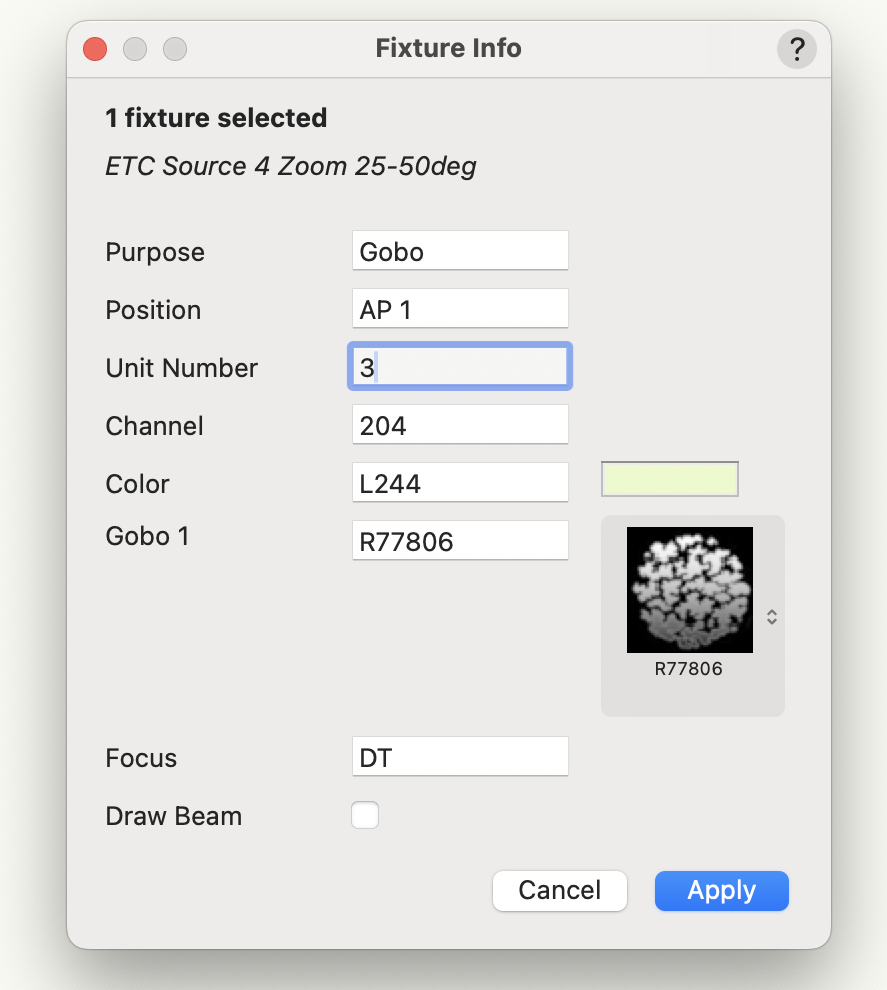 Fixture Info
?
1 fixture selected
ETC Source 4 Zoom 25-50deg
Purpose Gobo
Position AP 1
Unit Number 3
Channel 204
Color L244
Gobo 1 R77806
R77806
Focus DT
Draw Beam
Cancel Apply